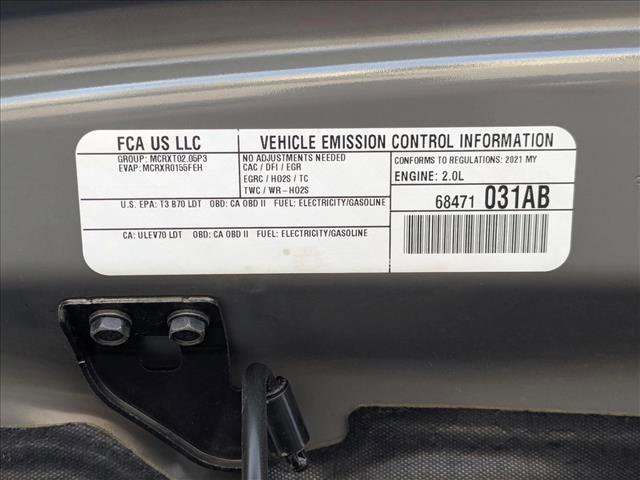 FCA US LLC
VEHICLE EMISSION CONTROL INFORMATION
GROUP: MCRXT02.05P3
EVAP: MCRXR0155FEH
NO ADJUSTMENTS NEEDED
CAC / DFI / EGR
EGRC / HO2S / TC
TWC / WR-HO2S
CONFORMS TO REGULATIONS: 2021 MY
ENGINE: 2.0L
U.S. EPA: T3 B70 LDT OBD: CA OBD II FUEL: ELECTRICITY/GASOLINE
68471 031AB
CA: ULEV70 LDT OBD: CA OBD II FUEL: ELECTRICITY/GASOLINE